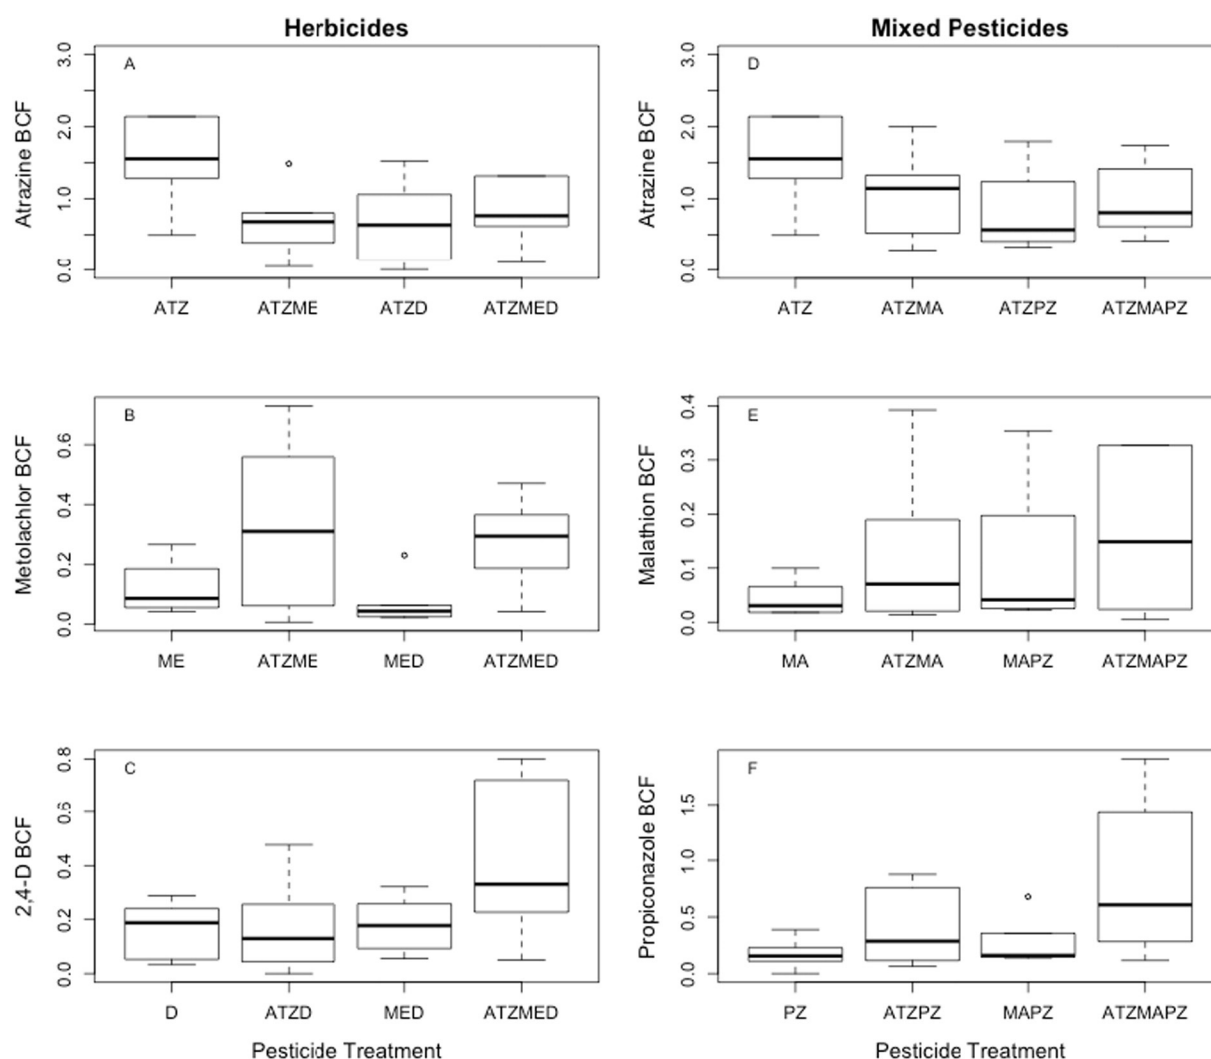 Herbicides
A
Atrazine BCF
3.0
2.0
1.0
0.0
ATZ ATZME ATZD ATZMED
B
Metolachlor BCF
0.6
0.4
0.2
0.0
ME ATZME MED ATZMED
C
2,4-D BCF
0.8
0.6
0.4
0.2
0.0
D ATZD MED ATZMED
Pesticide Treatment
Mixed Pesticides
D
Atrazine BCF
3.0
2.0
1.0
0.0
ATZ ATZMA ATZPZ ATZMAPZ
E
Malathion BCF
0.4
0.3
0.2
0.1
0.0
MA ATZMA MAPZ ATZMAPZ
F
Propiconazole BCF
1.5
1.0
0.5
0.0
PZ ATZPZ MAPZ ATZMAPZ
Pesticide Treatment